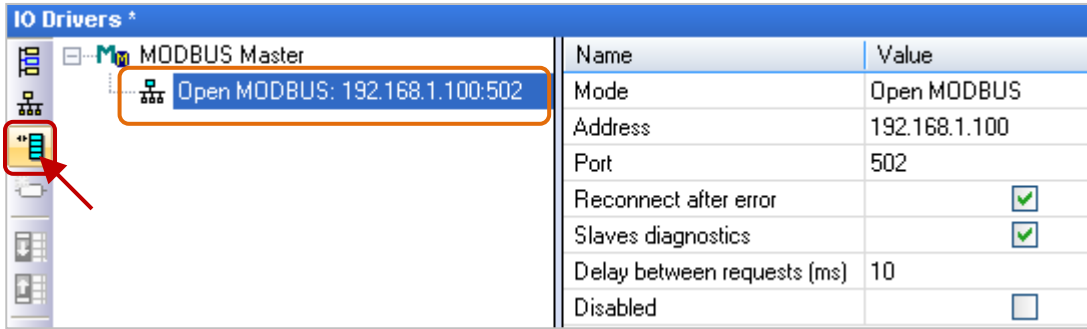 IO Drivers *
MODBUS Master
Open MODBUS: 192.168.1.100:502
Name Value
Mode Open MODBUS
Address 192.168.1.100
Port 502
Reconnect after error
Slaves diagnostics
Delay between requests (ms) 10
Disabled